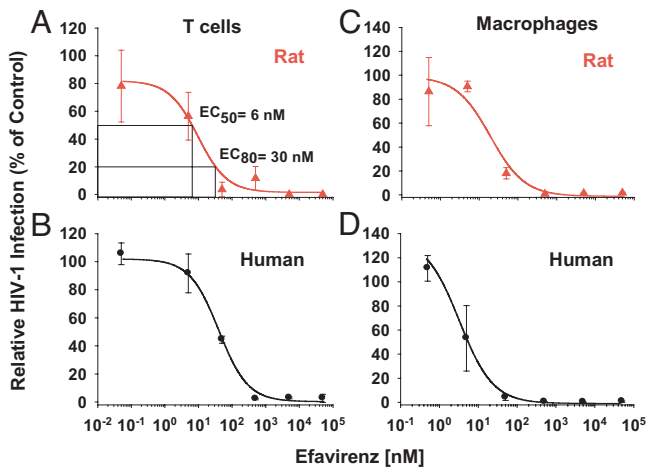 A T cells C Macrophages
Rat Rat
120 140
100 120
80 100
60 80
40 60
20 40
0 20
0
EC50= 6 nM
EC80= 30 nM
Relative HIV-1 Infection (% of Control)
B Human D Human
120 140
100 120
80 100
60 80
40 60
20 40
0 20
0
10⁻² 10⁻¹ 10⁰ 10¹ 10² 10³ 10⁴ 10⁵ 10⁻¹ 10⁰ 10¹ 10² 10³ 10⁴ 10⁵
Efavirenz [nM]